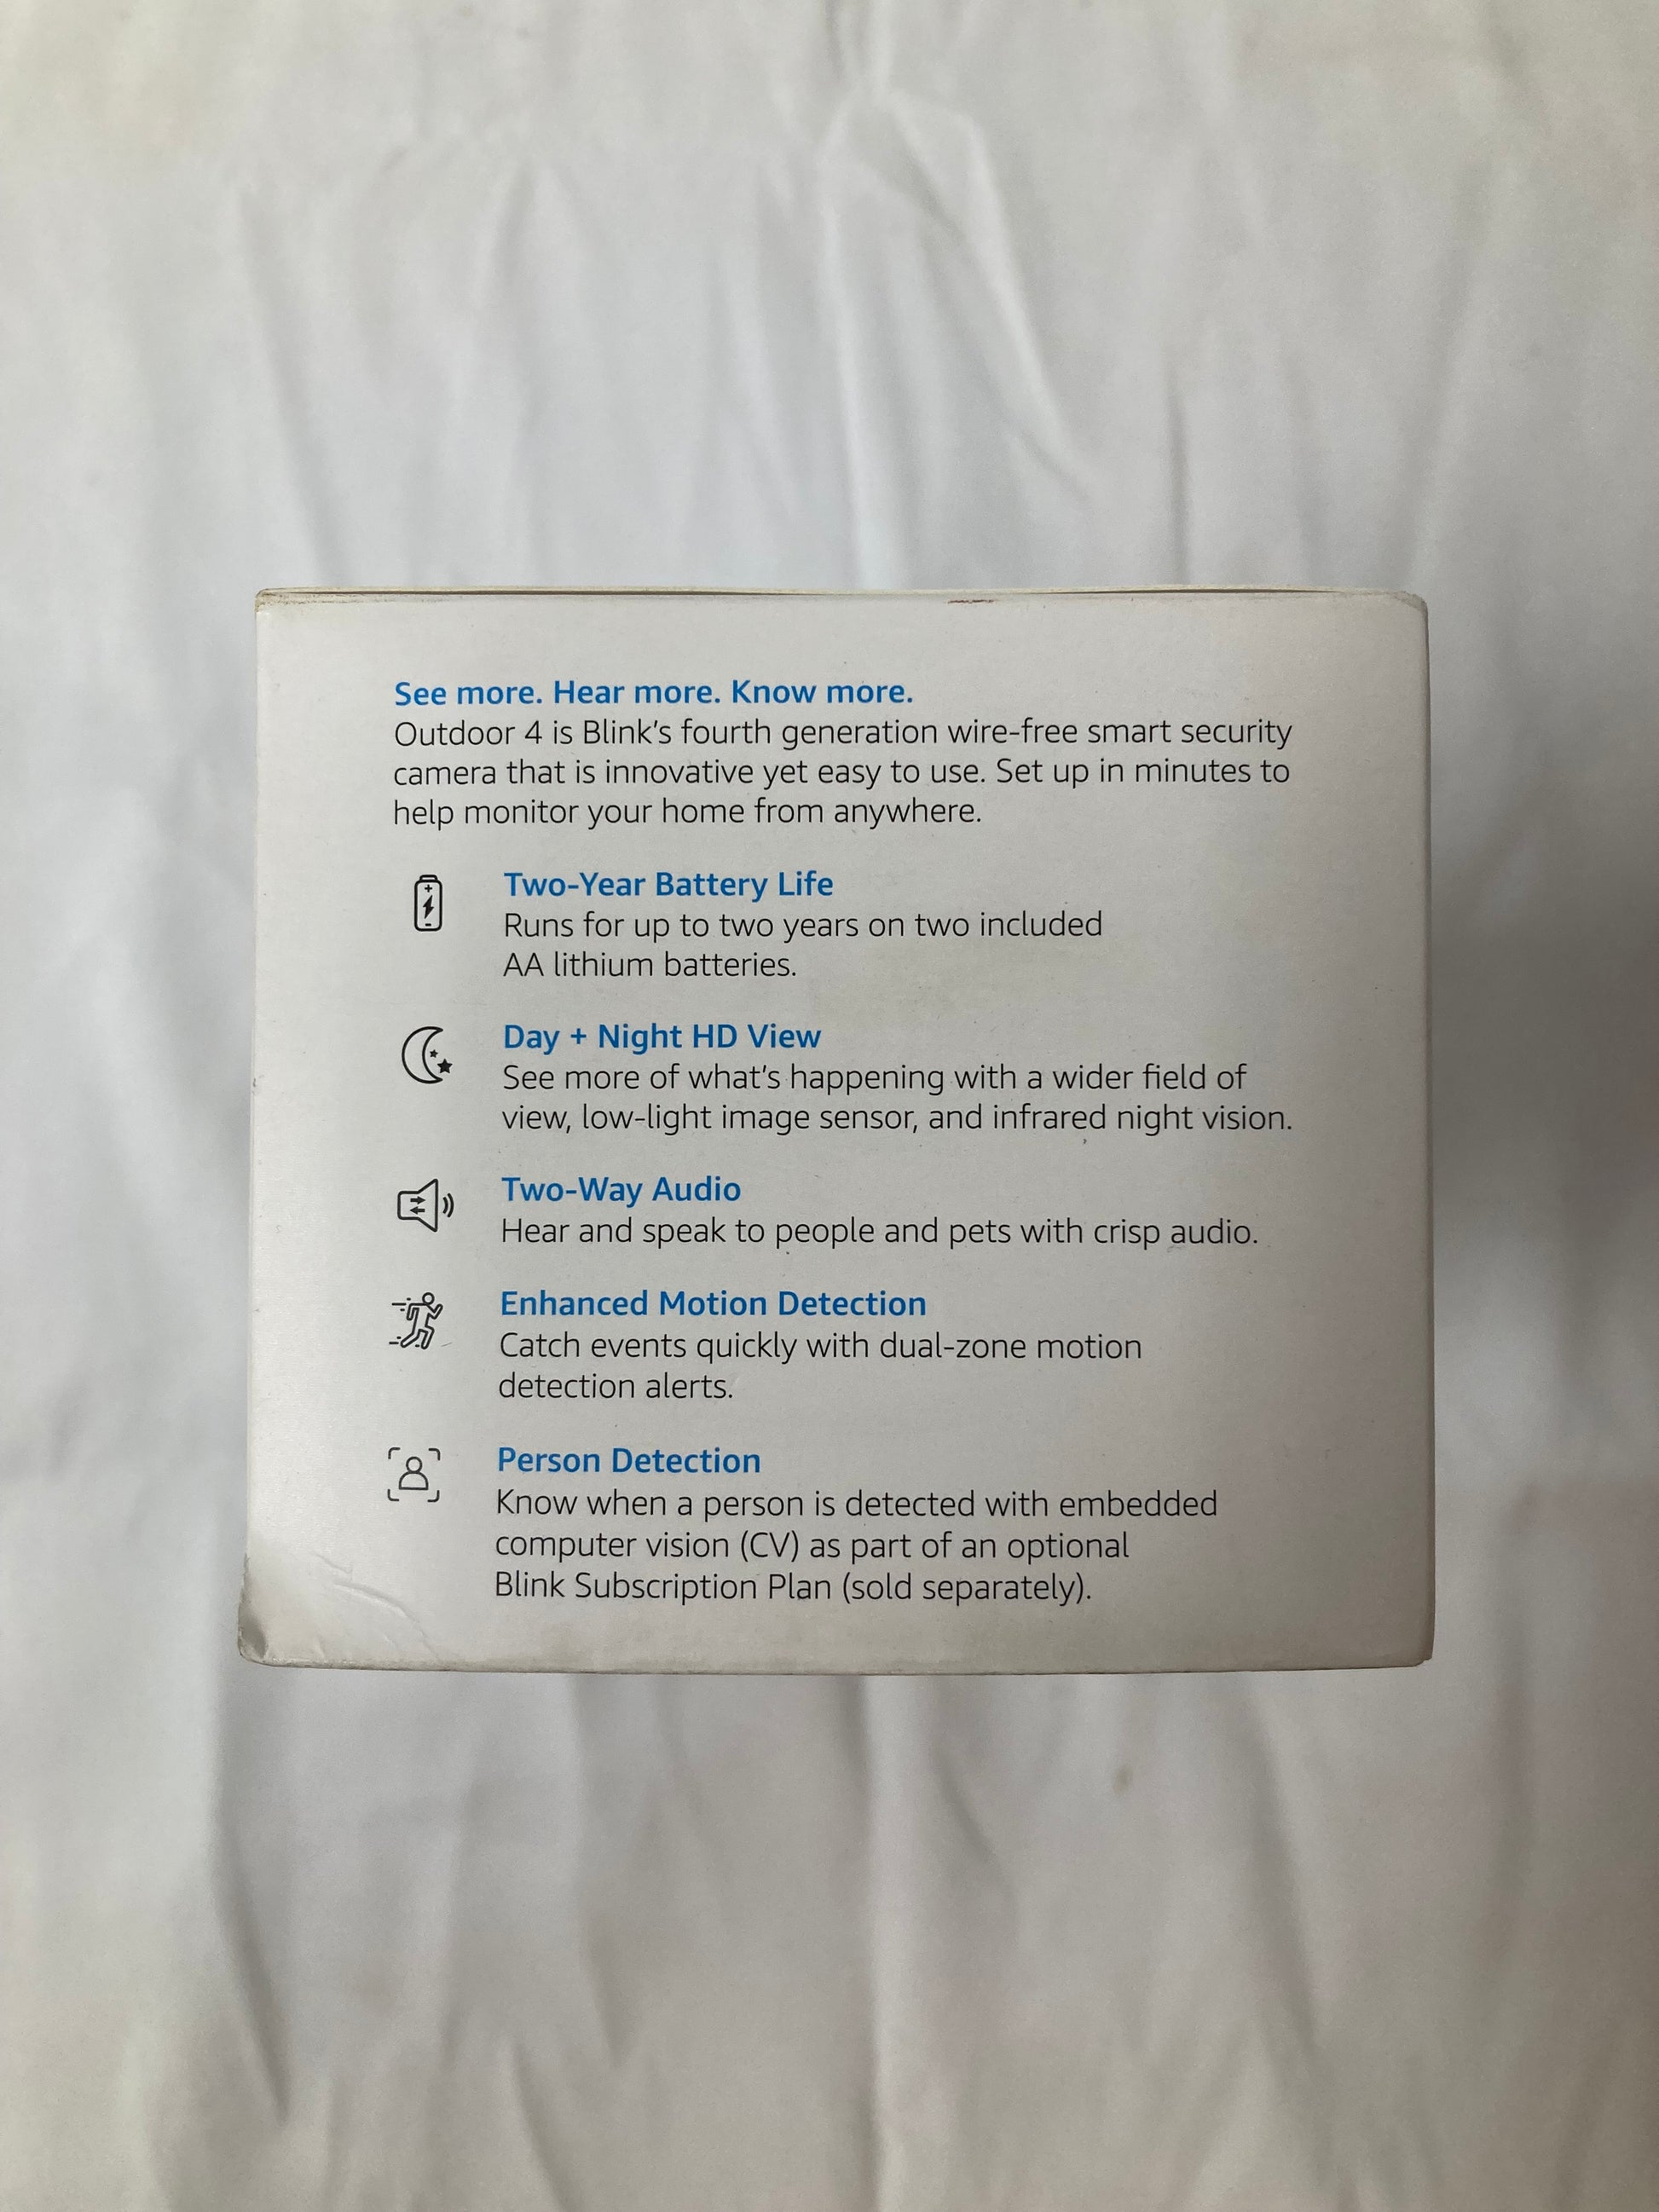 See more. Hear more. Know more.
Outdoor 4 is Blink's fourth generation wire-free smart security
camera that is innovative yet easy to use. Set up in minutes to
help monitor your home from anywhere.
Two-Year Battery Life
Runs for up to two years on two included
AA lithium batteries.
Day + Night HD View
See more of what's happening with a wider field of
view, low-light image sensor, and infrared night vision.
Two-Way Audio
Hear and speak to people and pets with crisp audio.
Enhanced Motion Detection
Catch events quickly with dual-zone motion
detection alerts.
Person Detection
Know when a person is detected with embedded
computer vision (CV) as part of an optional
Blink Subscription Plan (sold separately).